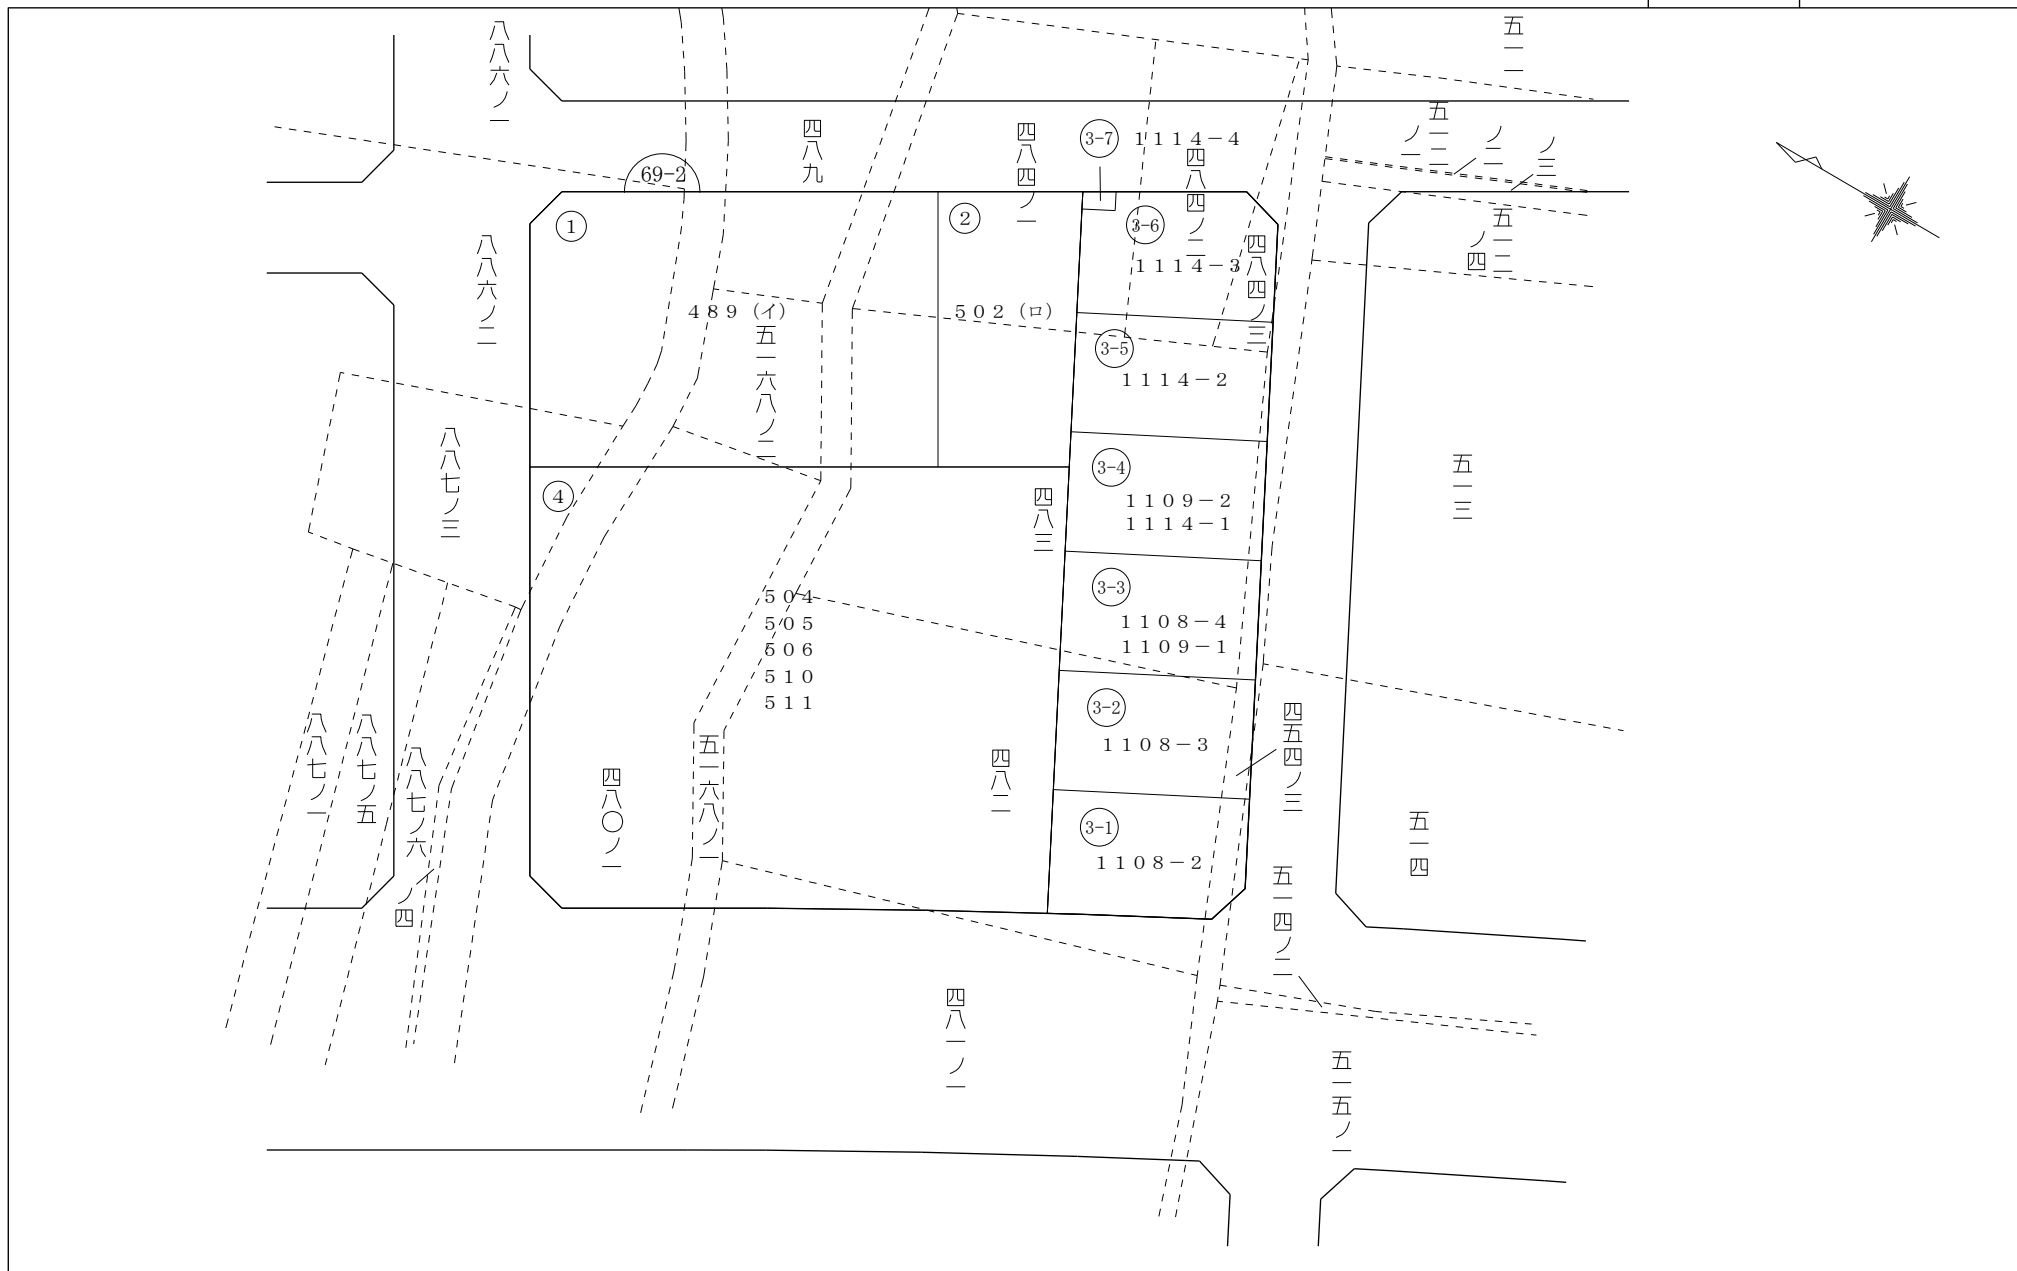 八八六ノ一
五一一
四八九
四八四ノ一
3-7
1114-4
四八四ノ二
五一二ノ一
ノ二
ノ三
69-2
①
②
3-6
1114-3
四八四ノ三
五一二ノ四
八八六ノ二
489（イ）
五一六八ノ二
502（ロ）
3-5
1114-2
八八七ノ三
④
四八三
3-4
1109-2
1114-1
五一三
504
505
506
510
511
3-3
1108-4
1109-1
八八七ノ一
八八七ノ五
八八七ノ六
ノ四
四八〇ノ一
五一六八ノ一
四八二
3-2
1108-3
四五四ノ三
3-1
1108-2
五一四
五一四ノ二
四八一ノ一
五一五ノ一